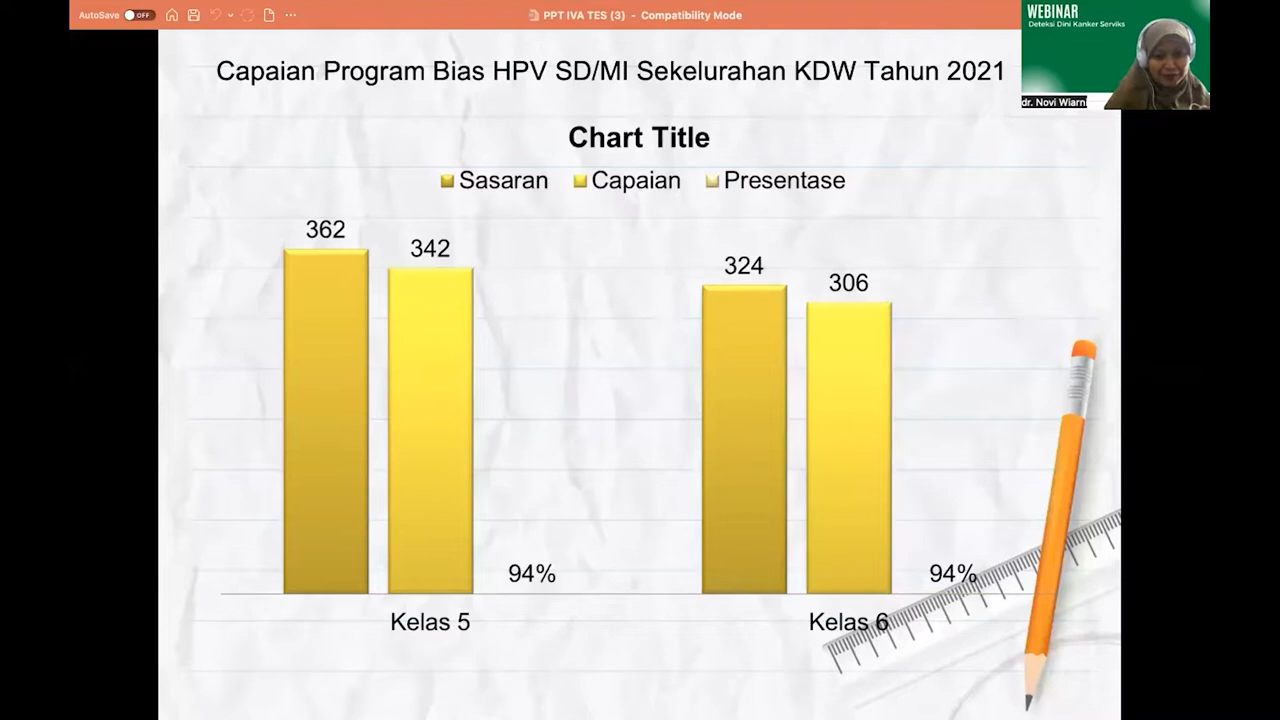 AutoSave OFF
PPT IVA TES (3) - Compatibility Mode
WEBINAR
Deteksi Dini Kanker Serviks
dr. Novi Wiarni
Capaian Program Bias HPV SD/MI Sekelurahan KDW Tahun 2021
Chart Title
Sasaran Capaian Presentase
362
342
324
306
94%
94%
Kelas 5
Kelas 6